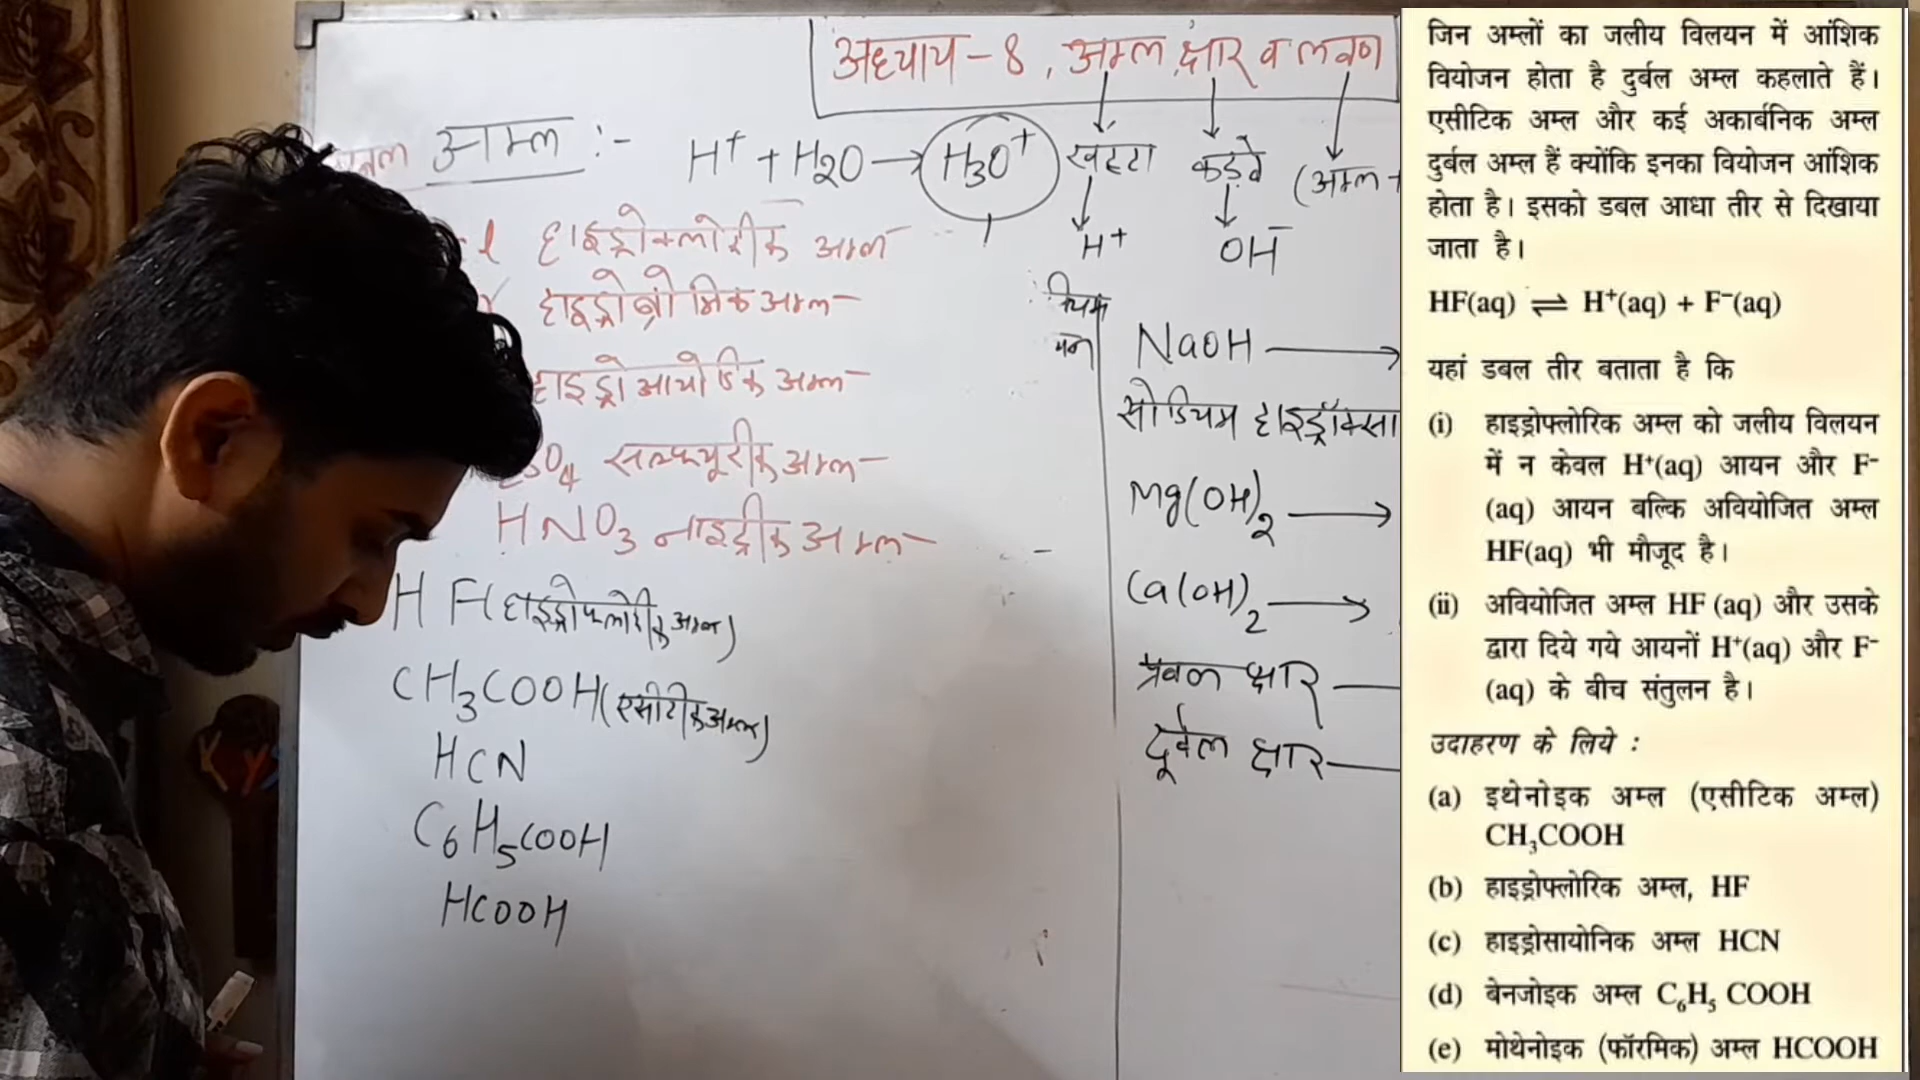 अध्याय - 8, अम्ल क्षार व लवण
अम्ल :-
H⁺ + H2O → H3O⁺
खट्टा
कड़वे
(अम्ल +
H⁺
OH⁻
l हाइड्रोक्लोरीक अम्ल
हाइड्रोब्रोमिक अम्ल
हाइड्रोआयोडिक अम्ल
SO₄ सल्फ्यूरीक अम्ल
HNO₃ नाइट्रीक अम्ल
HF (हाइड्रोफ्लोरीक अम्ल)
CH₃COOH (एसीटीक अम्ल)
HCN
C₆H₅COOH
HCOOH
NaOH →
सोडियम हाइड्रॉक्सा
Mg(OH)₂ →
Ca(OH)₂ →
प्रबल क्षार
दूर्बल क्षार
जिन अम्लों का जलीय विलयन में आंशिक
वियोजन होता है दुर्बल अम्ल कहलाते हैं।
एसीटिक अम्ल और कई अकार्बनिक अम्ल
दुर्बल अम्ल हैं क्योंकि इनका वियोजन आंशिक
होता है। इसको डबल आधा तीर से दिखाया
जाता है।
HF(aq) ⇌ H⁺(aq) + F⁻(aq)
यहां डबल तीर बताता है कि
(i) हाइड्रोफ्लोरिक अम्ल को जलीय विलयन
में न केवल H⁺(aq) आयन और F⁻
(aq) आयन बल्कि अवियोजित अम्ल
HF(aq) भी मौजूद है।
(ii) अवियोजित अम्ल HF (aq) और उसके
द्वारा दिये गये आयनों H⁺(aq) और F⁻
(aq) के बीच संतुलन है।
उदाहरण के लिये :
(a) इथेनोइक अम्ल (एसीटिक अम्ल)
CH₃COOH
(b) हाइड्रोफ्लोरिक अम्ल, HF
(c) हाइड्रोसायोनिक अम्ल HCN
(d) बेनजोइक अम्ल C₆H₅ COOH
(e) मोथेनोइक (फॉरमिक) अम्ल HCOOH